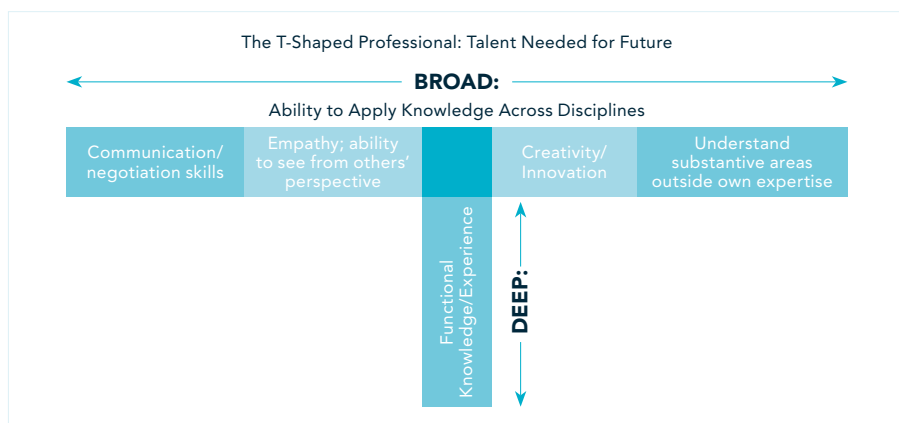 The T-Shaped Professional: Talent Needed for Future
BROAD:
Ability to Apply Knowledge Across Disciplines
Communication/
negotiation skills
Empathy; ability
to see from others’
perspective
Creativity/
Innovation
Understand
substantive areas
outside own expertise
Functional
Knowledge/Experience
DEEP: